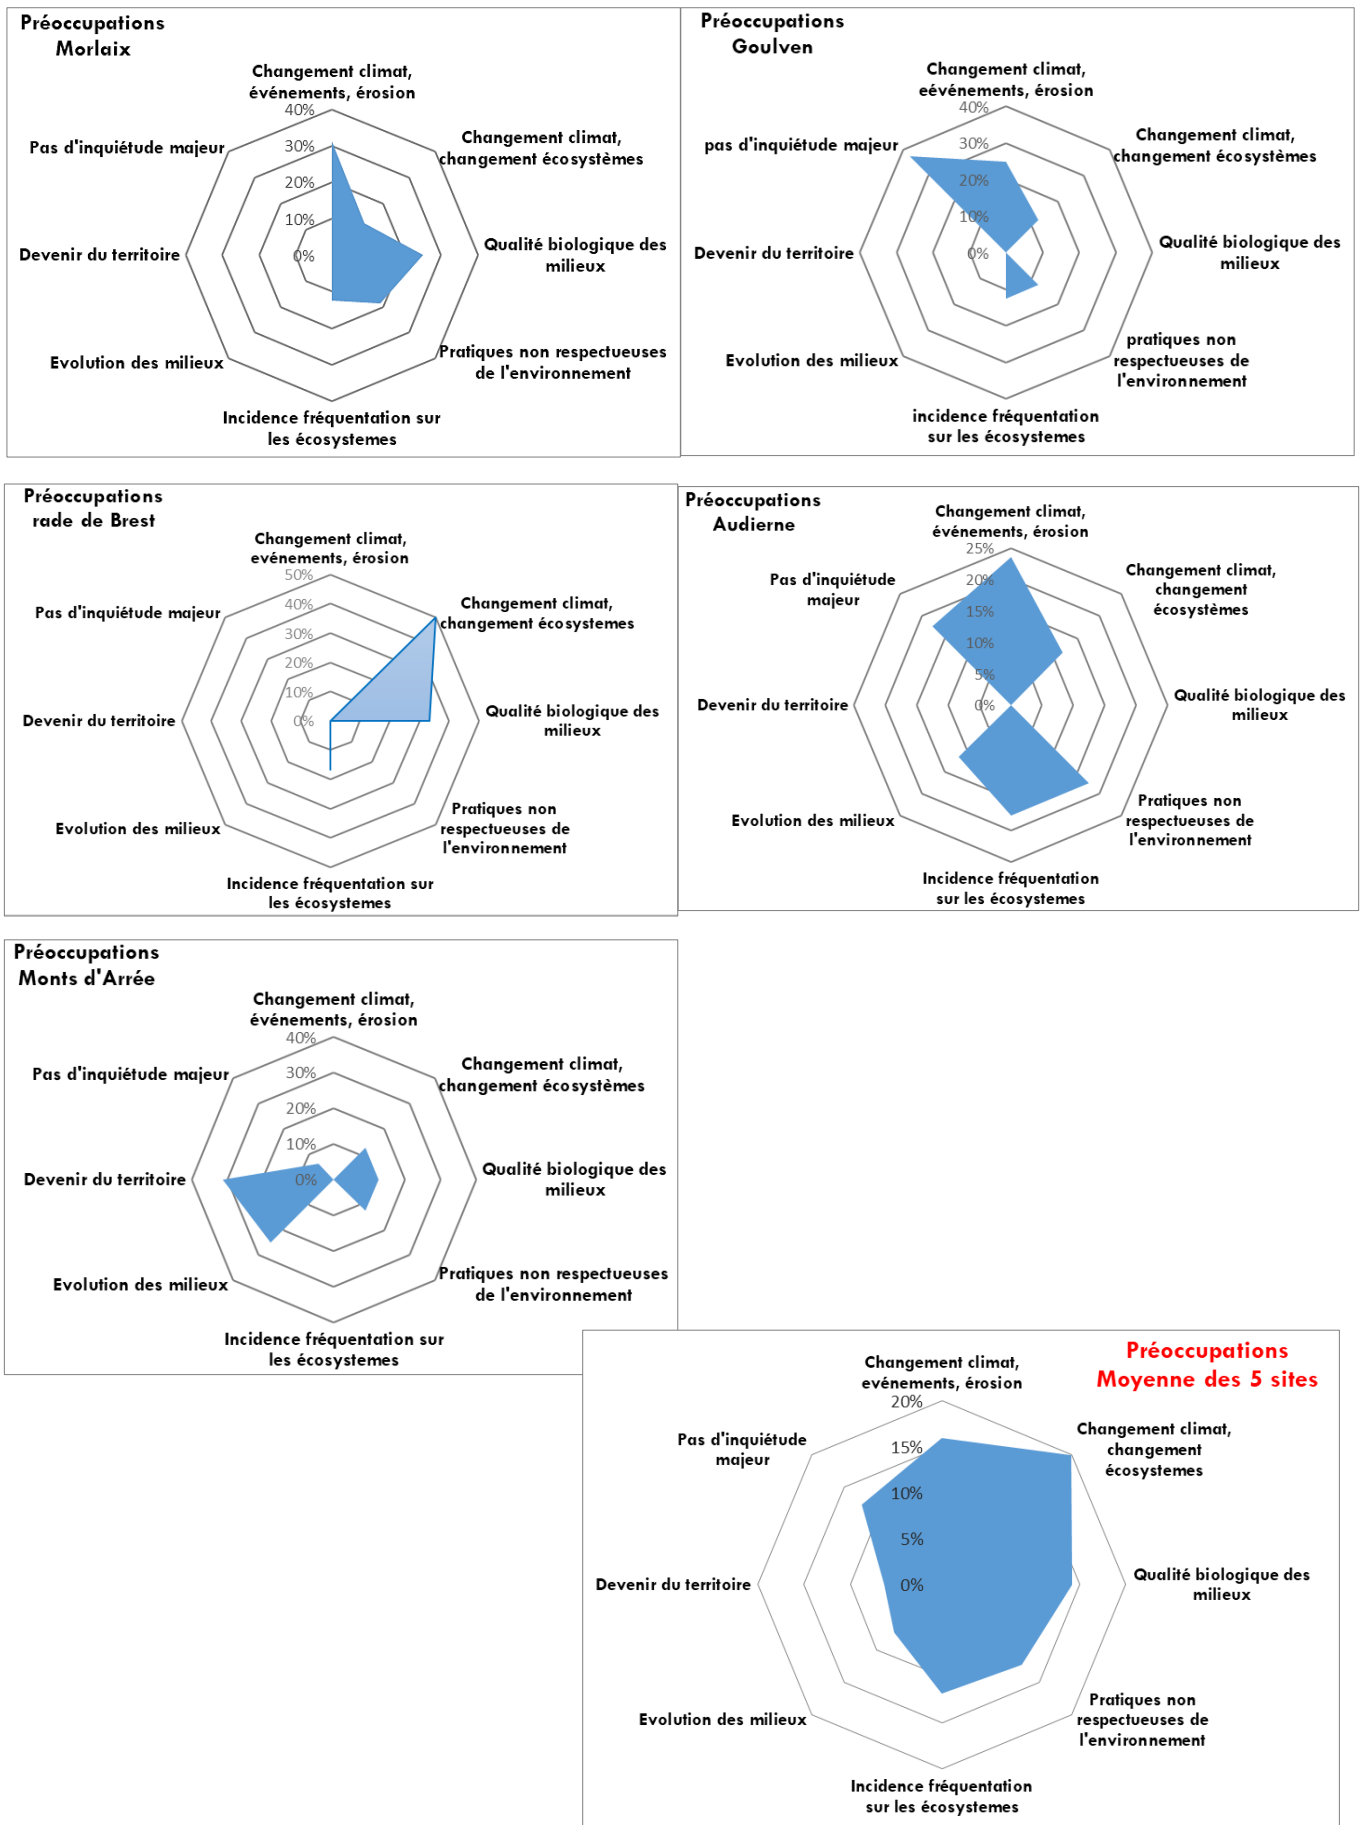 Préoccupations
Morlaix
Changement climat,
événements, érosion
40%
30%
20%
10%
0%
Changement climat,
changement écosystèmes
Qualité biologique des
milieux
Pratiques non respectueuses
de l'environnement
Incidence fréquentation sur
les écosystemes
Evolution des milieux
Devenir du territoire
Pas d'inquiétude majeur
Préoccupations
Goulven
Changement climat,
eévénements, érosion
40%
30%
20%
10%
0%
Changement climat,
changement écosystèmes
Qualité biologique des
milieux
pratiques non
respectueuses de
l'environnement
incidence fréquentation
sur les écosystemes
Evolution des milieux
Devenir du territoire
pas d'inquiétude majeur
Préoccupations
rade de Brest
Changement climat,
evénements, érosion
50%
40%
30%
20%
10%
0%
Changement climat,
changement écosystemes
Qualité biologique des
milieux
Pratiques non
respectueuses de
l'environnement
Incidence fréquentation sur
les écosystemes
Evolution des milieux
Devenir du territoire
Pas d'inquiétude majeur
Préoccupations
Audierne
Changement climat,
événements, érosion
25%
20%
15%
10%
5%
0%
Changement climat,
changement
écosystèmes
Qualité biologique des
milieux
Pratiques non
respectueuses de
l'environnement
Incidence fréquentation
sur les écosystemes
Evolution des milieux
Devenir du territoire
Pas d'inquiétude
majeur
Préoccupations
Monts d'Arrée
Changement climat,
événements, érosion
40%
30%
20%
10%
0%
Changement climat,
changement écosystèmes
Qualité biologique des
milieux
Pratiques non respectueuses
de l'environnement
Incidence fréquentation sur
les écosystemes
Evolution des milieux
Devenir du territoire
Pas d'inquiétude majeur
Préoccupations
Moyenne des 5 sites
Changement climat,
evénements, érosion
20%
15%
10%
5%
0%
Changement climat,
changement
écosystemes
Qualité biologique des
milieux
Pratiques non
respectueuses de
l'environnement
Incidence fréquentation
sur les écosystemes
Evolution des milieux
Devenir du territoire
Pas d'inquiétude
majeur